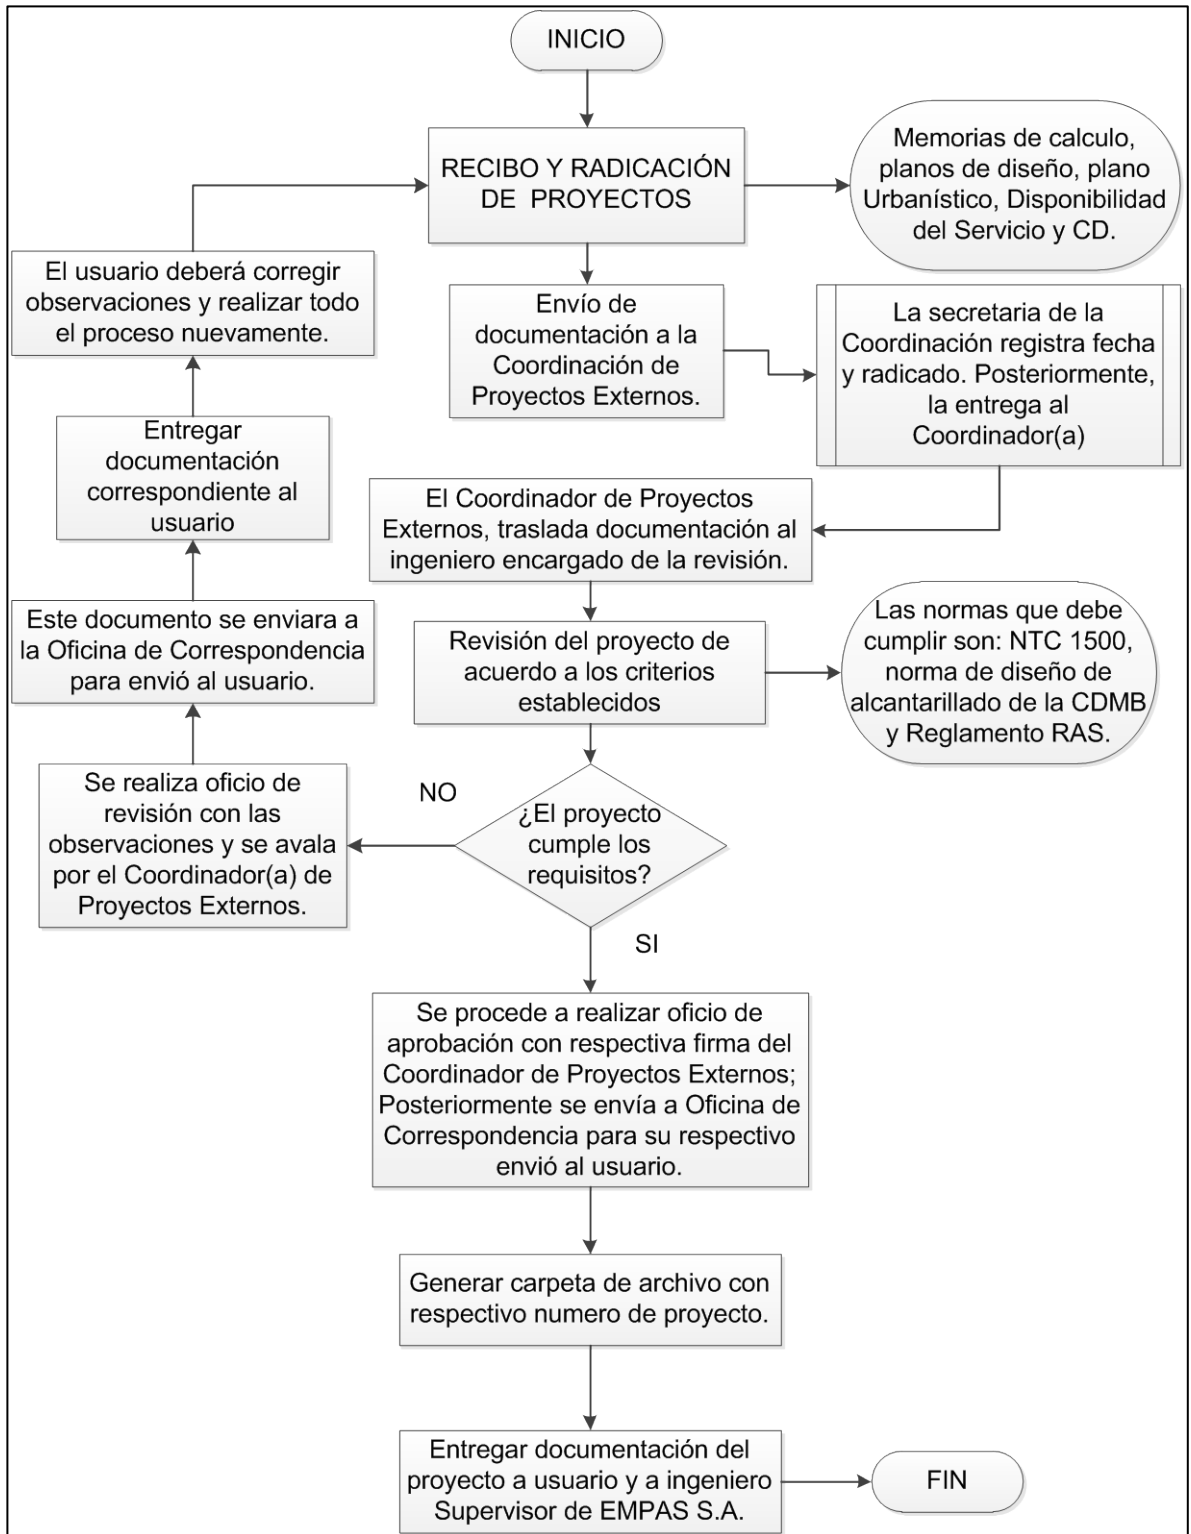 INICIO
RECIBO Y RADICACIÓN
DE PROYECTOS
Memorias de calculo,
planos de diseño, plano
Urbanístico, Disponibilidad
del Servicio y CD.
El usuario deberá corregir
observaciones y realizar todo
el proceso nuevamente.
Envío de
documentación a la
Coordinación de
Proyectos Externos.
La secretaria de la
Coordinación registra fecha
y radicado. Posteriormente,
la entrega al
Coordinador(a)
Entregar
documentación
correspondiente al
usuario
El Coordinador de Proyectos
Externos, traslada documentación al
ingeniero encargado de la revisión.
Este documento se enviara a
la Oficina de Correspondencia
para envió al usuario.
Revisión del proyecto de
acuerdo a los criterios
establecidos
Las normas que debe
cumplir son: NTC 1500,
norma de diseño de
alcantarillado de la CDMB
y Reglamento RAS.
Se realiza oficio de
revisión con las
observaciones y se avala
por el Coordinador(a) de
Proyectos Externos.
NO
¿El proyecto
cumple los
requisitos?
SI
Se procede a realizar oficio de
aprobación con respectiva firma del
Coordinador de Proyectos Externos;
Posteriormente se envía a Oficina de
Correspondencia para su respectivo
envió al usuario.
Generar carpeta de archivo con
respectivo numero de proyecto.
Entregar documentación del
proyecto a usuario y a ingeniero
Supervisor de EMPAS S.A.
FIN